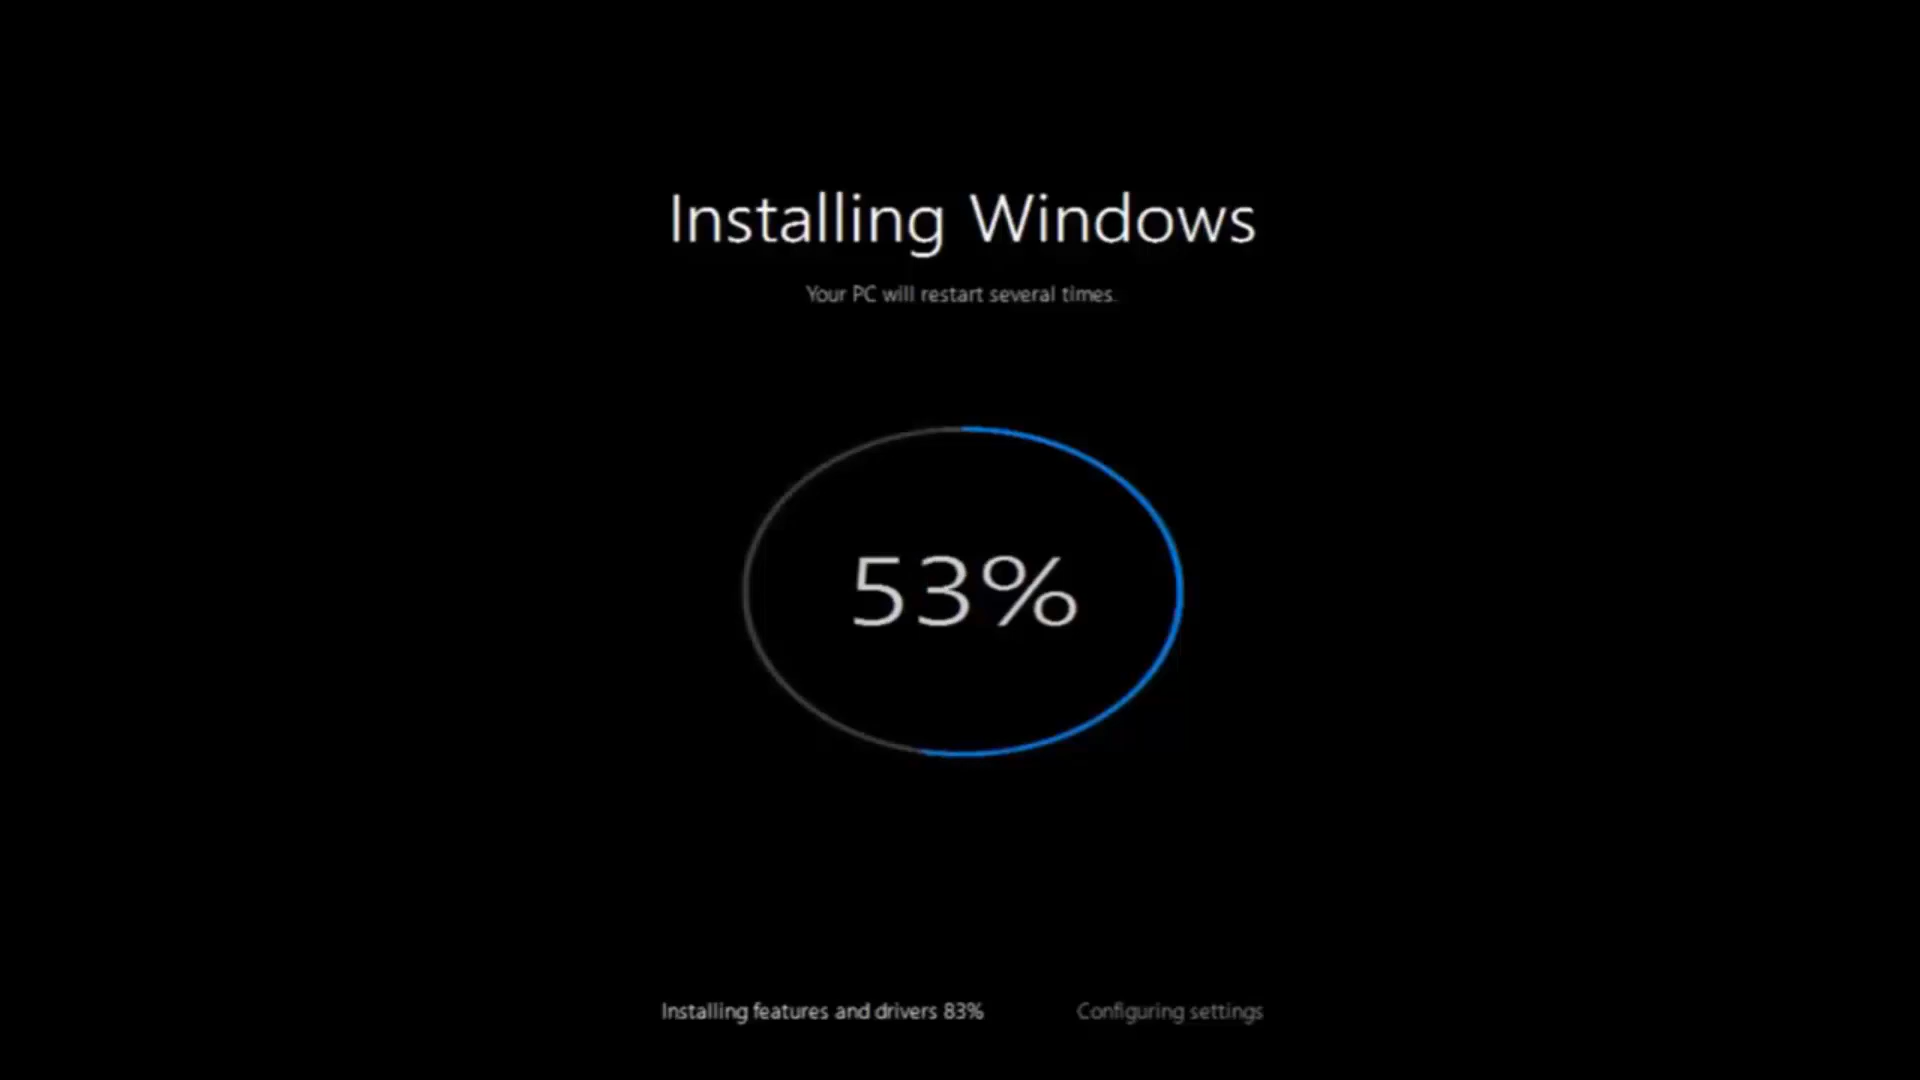 Installing Windows
Your PC will restart several times.
53%
Installing features and drivers 83%
Configuring settings